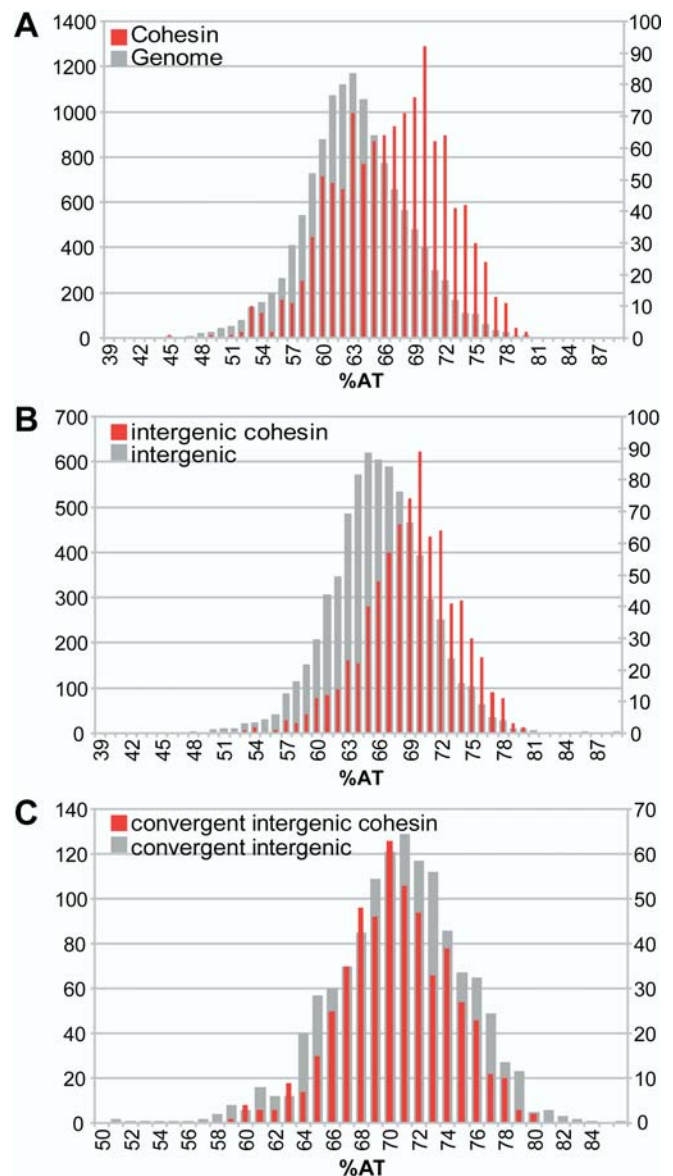 A
Cohesin
Genome
1400 1200 1000 800 600 400 200 0
100 90 80 70 60 50 40 30 20 10 0
39 42 45 48 51 54 57 60 63 66 69 72 75 78 81 84 87
%AT
B
intergenic cohesin
intergenic
700 600 500 400 300 200 100 0
100 90 80 70 60 50 40 30 20 10 0
39 42 45 48 51 54 57 60 63 66 69 72 75 78 81 84 87
%AT
C
convergent intergenic cohesin
convergent intergenic
140 120 100 80 60 40 20 0
70 60 50 40 30 20 10 0
50 52 54 56 58 60 62 64 66 68 70 72 74 76 78 80 82 84
%AT